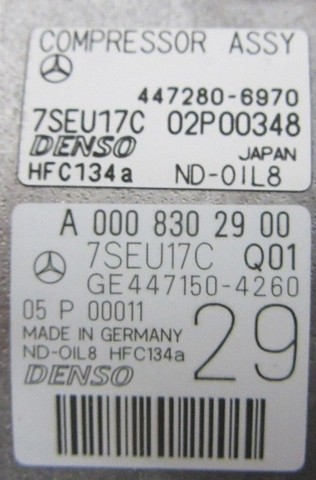 COMPRESSOR ASSY
447280-6970
7SEU17C 02P00348
DENSO JAPAN
HFC134a ND-OIL8
A 000 830 29 00
7SEU17C Q01
GE447150-4260
05 P 00011
29
MADE IN GERMANY
ND-OIL8 HFC134a
DENSO